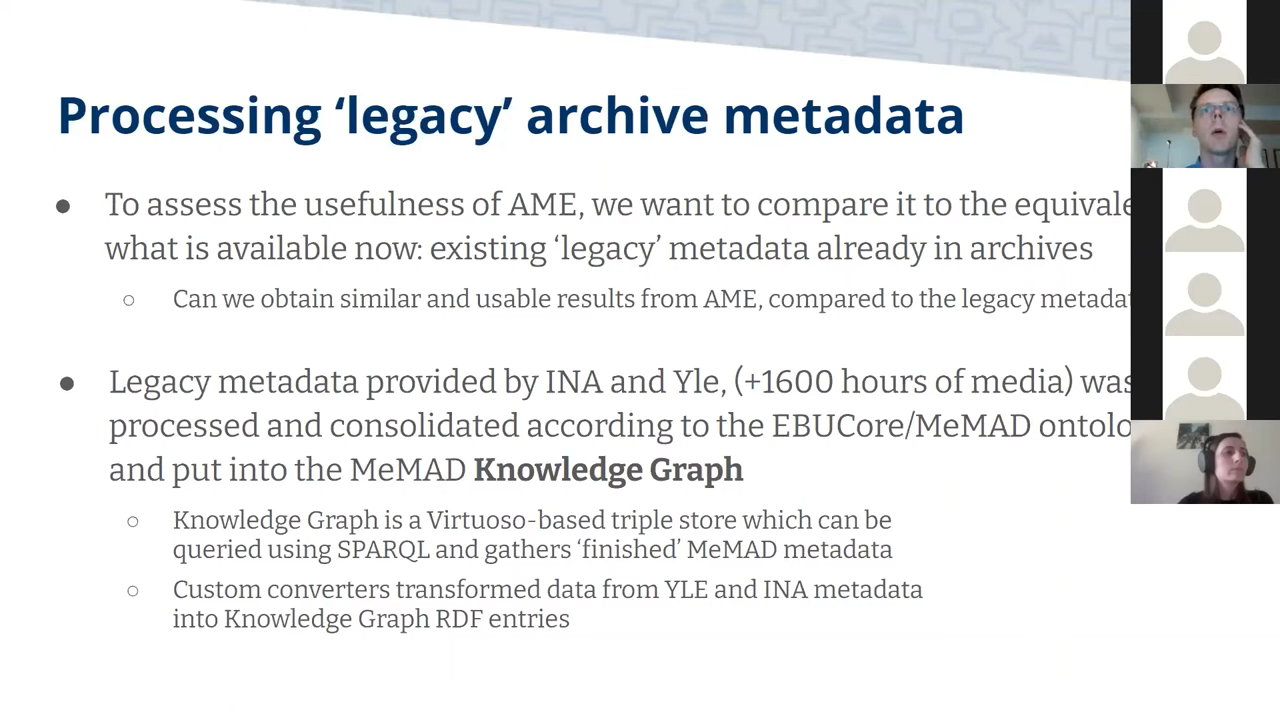 Processing ‘legacy’ archive metadata
● To assess the usefulness of AME, we want to compare it to the
what is available now: existing ‘legacy’ metadata already in archives
○ Can we obtain similar and usable results from AME, compared to the legacy
● Legacy metadata provided by INA and Yle, (+1600 hours of media) was
processed and consolidated according to the EBUCore/MeMAD
and put into the MeMAD Knowledge Graph
○ Knowledge Graph is a Virtuoso-based triple store which can be
queried using SPARQL and gathers ‘finished’ MeMAD metadata
○ Custom converters transformed data from YLE and INA metadata
into Knowledge Graph RDF entries